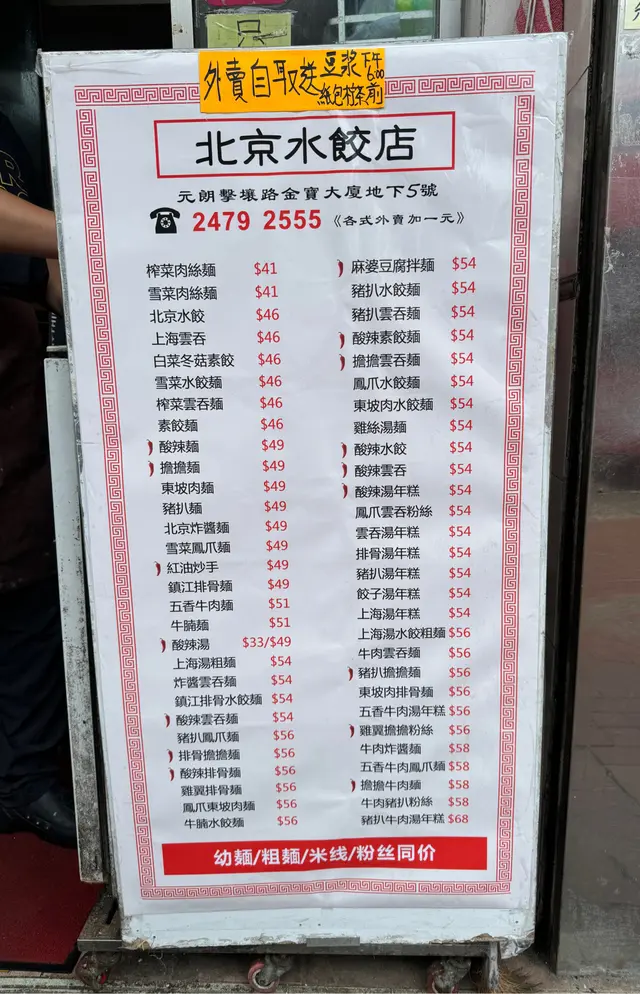 只
外賣自取送豆漿下午6:00前
紙包
北京水餃店
元朗擊壤路金寶大廈地下5號
☎ 2479 2555 《各式外賣加一元》
榨菜肉絲麵 $41
雪菜肉絲麵 $41
北京水餃 $46
上海雲吞 $46
白菜冬菇素餃 $46
雪菜水餃麵 $46
榨菜雲吞麵 $46
素餃麵 $46
酸辣麵 $49
擔擔麵 $49
東坡肉麵 $49
豬扒麵 $49
北京炸醬麵 $49
雪菜鳳爪麵 $49
紅油炒手 $49
鎮江排骨麵 $49
五香牛肉麵 $51
牛腩麵 $51
酸辣湯 $33/$49
上海湯粗麵 $54
炸醬雲吞麵 $54
鎮江排骨水餃麵 $54
酸辣雲吞麵 $54
豬扒鳳爪麵 $56
排骨擔擔麵 $56
酸辣排骨麵 $56
雞翼排骨麵 $56
鳳爪東坡肉麵 $56
牛腩水餃麵 $56
麻婆豆腐拌麵 $54
豬扒水餃麵 $54
豬扒雲吞麵 $54
酸辣素餃麵 $54
擔擔雲吞麵 $54
鳳爪水餃麵 $54
東坡肉水餃麵 $54
雞絲湯麵 $54
酸辣水餃 $54
酸辣雲吞 $54
酸辣湯年糕 $54
鳳爪雲吞粉絲 $54
雲吞湯年糕 $54
排骨湯年糕 $54
豬扒湯年糕 $54
餃子湯年糕 $54
上海湯年糕 $54
上海湯水餃粗麵 $56
牛肉雲吞麵 $56
豬扒擔擔麵 $56
東坡肉排骨麵 $56
五香牛肉湯年糕 $56
雞翼擔擔粉絲 $56
牛肉炸醬麵 $58
五香牛肉鳳爪麵 $58
擔擔牛肉麵 $58
牛肉豬扒粉絲 $58
豬扒牛肉湯年糕 $68
幼麵/粗麵/米线/粉丝同价